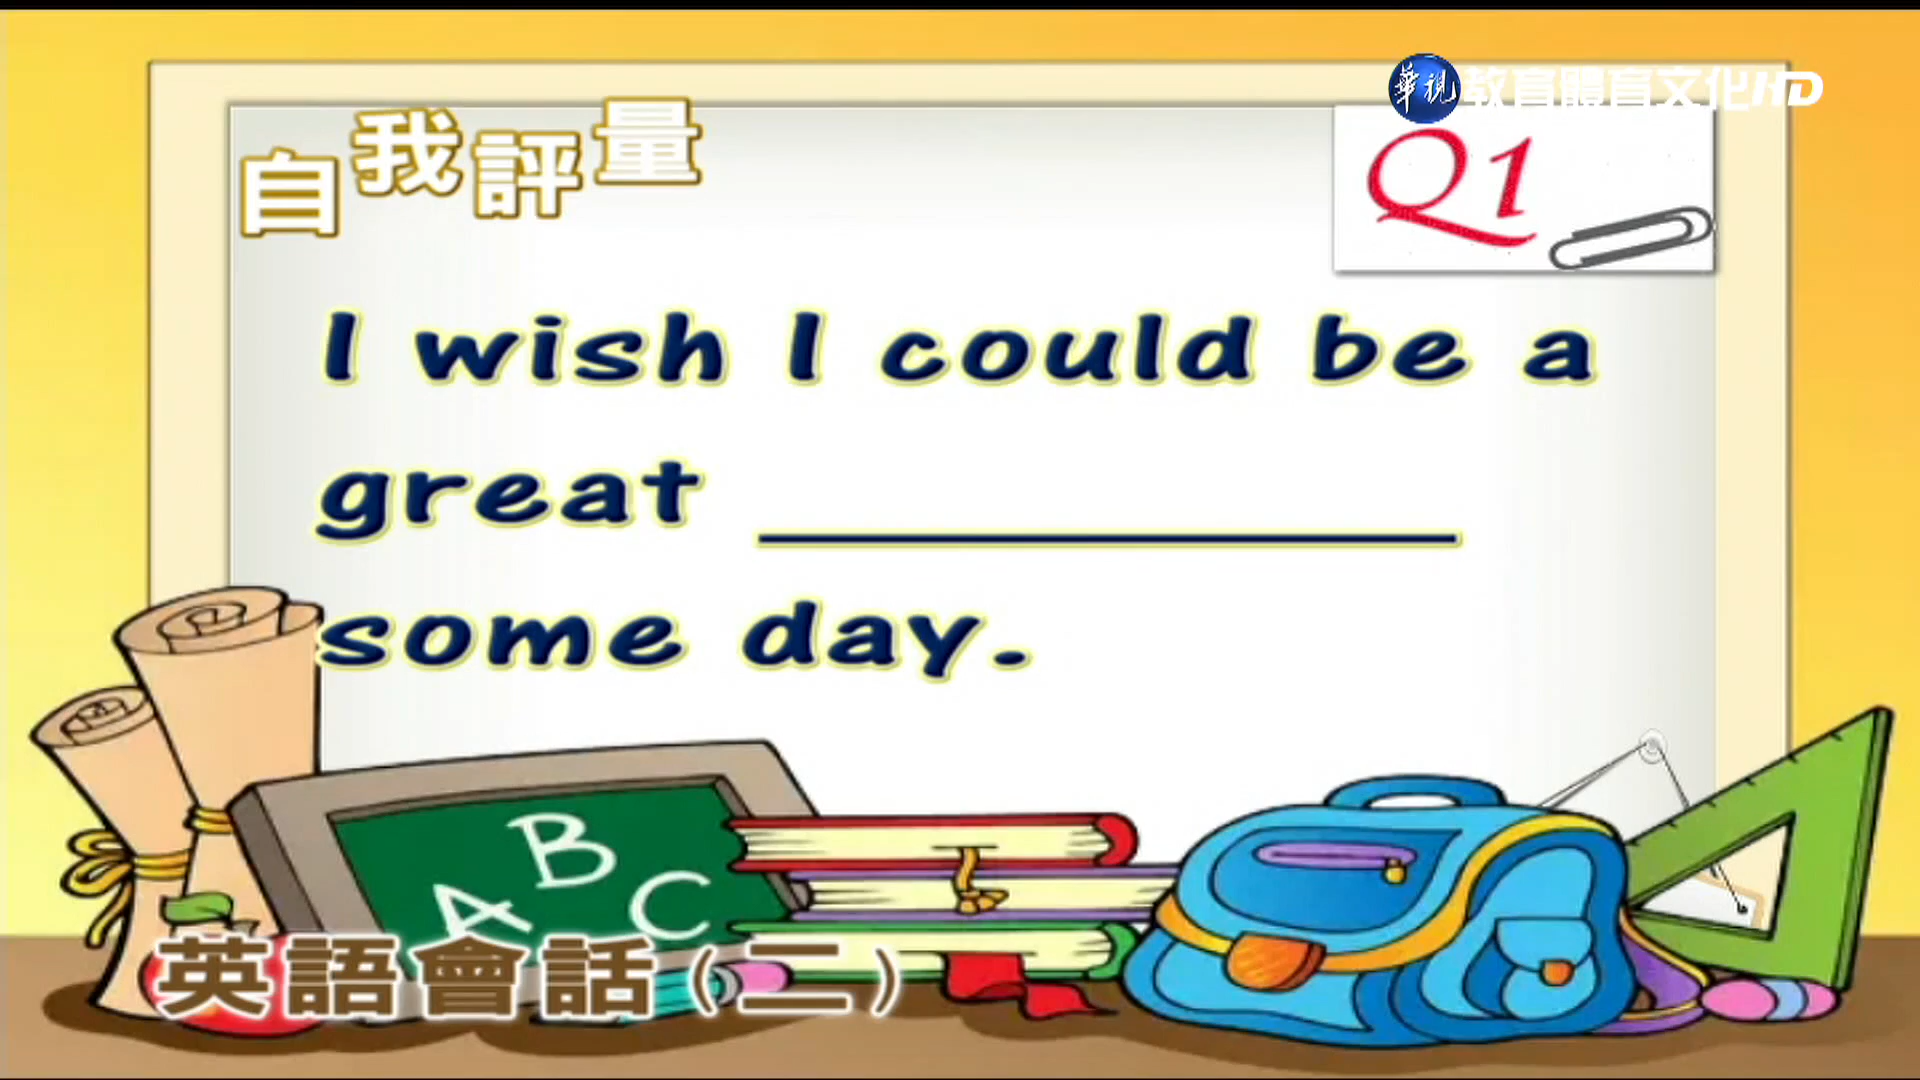 華視 教育體育文化HD
自我評量
Q1
I wish I could be a
great ____________
some day.
A B C
英語會話(二)